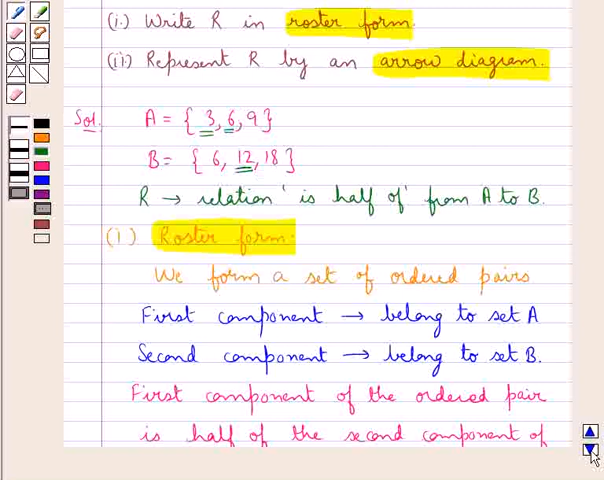 (i.) Write R in roster form.
(ii) Represent R by an arrow diagram.
Sol. A = { 3, 6, 9 }
B = { 6, 12, 18 }
R → relation 'is half of' from A to B.
(i) Roster form.
We form a set of ordered pairs
First component → belong to set A
Second component → belong to set B.
First component of the ordered pair
is half of the second component of